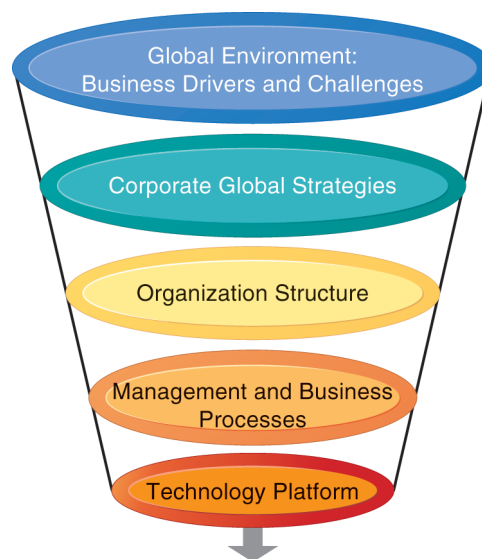 Global Environment:
Business Drivers and Challenges
Corporate Global Strategies
Organization Structure
Management and Business
Processes
Technology Platform